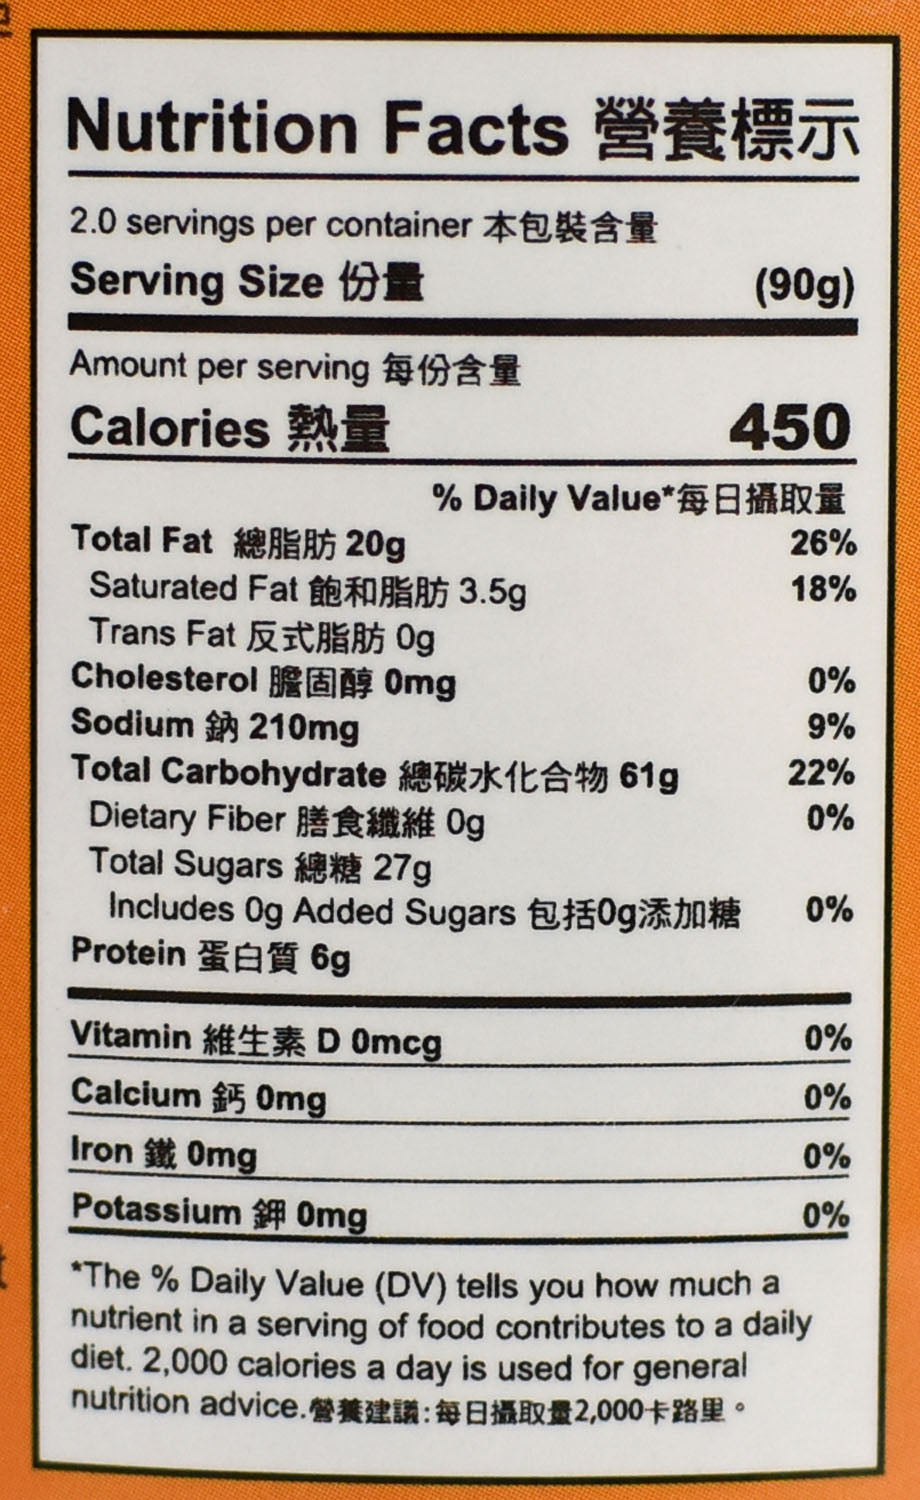 Nutrition Facts 營養標示
2.0 servings per container 本包裝含量
Serving Size 份量 (90g)
Amount per serving 每份含量
Calories 熱量 450
% Daily Value*每日攝取量
Total Fat 總脂肪 20g 26%
Saturated Fat 飽和脂肪 3.5g 18%
Trans Fat 反式脂肪 0g
Cholesterol 膽固醇 0mg 0%
Sodium 鈉 210mg 9%
Total Carbohydrate 總碳水化合物 61g 22%
Dietary Fiber 膳食纖維 0g 0%
Total Sugars 總糖 27g
Includes 0g Added Sugars 包括0g添加糖 0%
Protein 蛋白質 6g
Vitamin 維生素 D 0mcg 0%
Calcium 鈣 0mg 0%
Iron 鐵 0mg 0%
Potassium 鉀 0mg 0%
*The % Daily Value (DV) tells you how much a
nutrient in a serving of food contributes to a daily
diet. 2,000 calories a day is used for general
nutrition advice.營養建議:每日攝取量2,000卡路里。